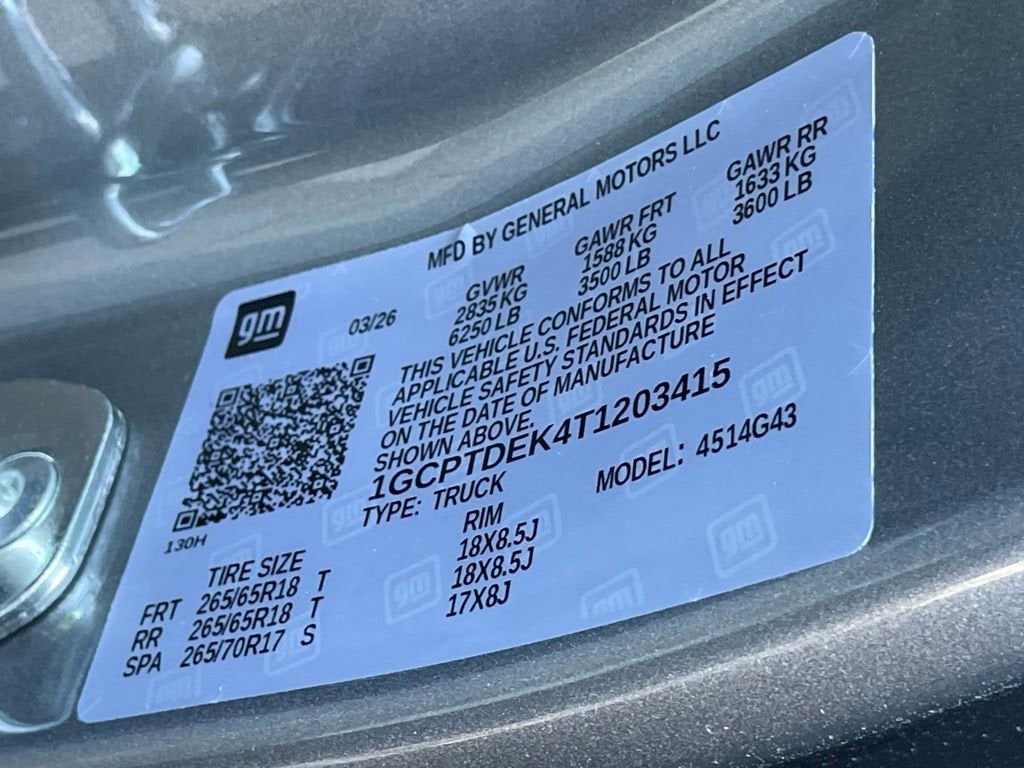 MFD BY GENERAL MOTORS LLC
gm
03/26
GVWR GAWR FRT GAWR RR
2835 KG 1588 KG 1633 KG
6250 LB 3500 LB 3600 LB
THIS VEHICLE CONFORMS TO ALL
APPLICABLE U.S. FEDERAL MOTOR
VEHICLE SAFETY STANDARDS IN EFFECT
ON THE DATE OF MANUFACTURE
SHOWN ABOVE.
1GCPTDEK4T1203415
TYPE: TRUCK MODEL: 4514G43
130H
TIRE SIZE RIM
FRT 265/65R18 T 18X8.5J
RR 265/65R18 T 18X8.5J
SPA 265/70R17 S 17X8J